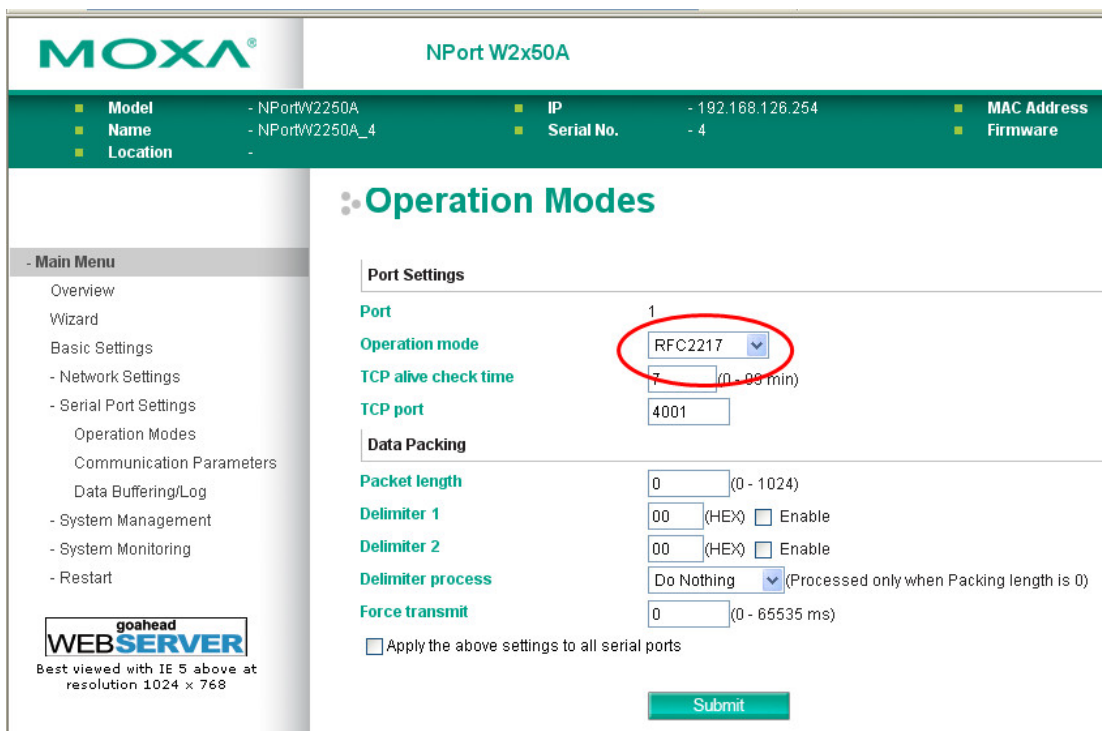 MOXA®
NPort W2x50A
Model - NPortW2250A IP - 192.168.126.254 MAC Address
Name - NPortW2250A_4 Serial No. - 4 Firmware
Location -
Operation Modes
- Main Menu
Overview
Wizard
Basic Settings
- Network Settings
- Serial Port Settings
Operation Modes
Communication Parameters
Data Buffering/Log
- System Management
- System Monitoring
- Restart
goahead
WEBSERVER
Best viewed with IE 5 above at
resolution 1024 x 768
Port Settings
Port 1
Operation mode RFC2217
TCP alive check time 7 (0 - 99 min)
TCP port 4001
Data Packing
Packet length 0 (0 - 1024)
Delimiter 1 00 (HEX) Enable
Delimiter 2 00 (HEX) Enable
Delimiter process Do Nothing (Processed only when Packing length is 0)
Force transmit 0 (0 - 65535 ms)
Apply the above settings to all serial ports
Submit